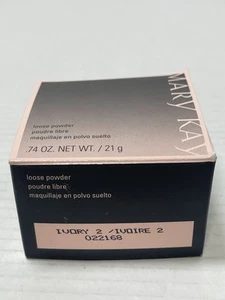 loose powder
poudre libre
maquillaje en polvo suelto
.74 OZ. NET WT. / 21 g
MARY KAY
loose powder
poudre libre
maquillaje en polvo suelto
IVORY 2 / IVOIRE 2
022168